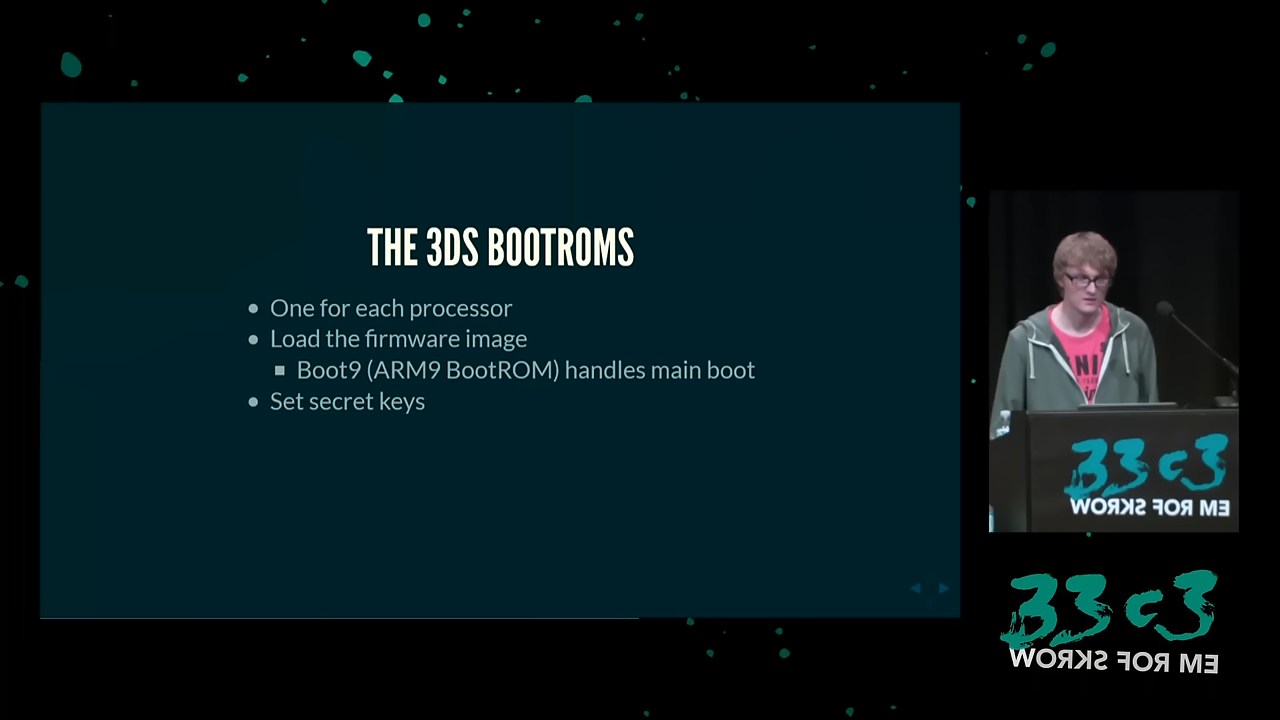 THE 3DS BOOTROMS
One for each processor
Load the firmware image
Boot9 (ARM9 BootROM) handles main boot
Set secret keys
33c3
WORKS FOR ME
33c3
WORKS FOR ME